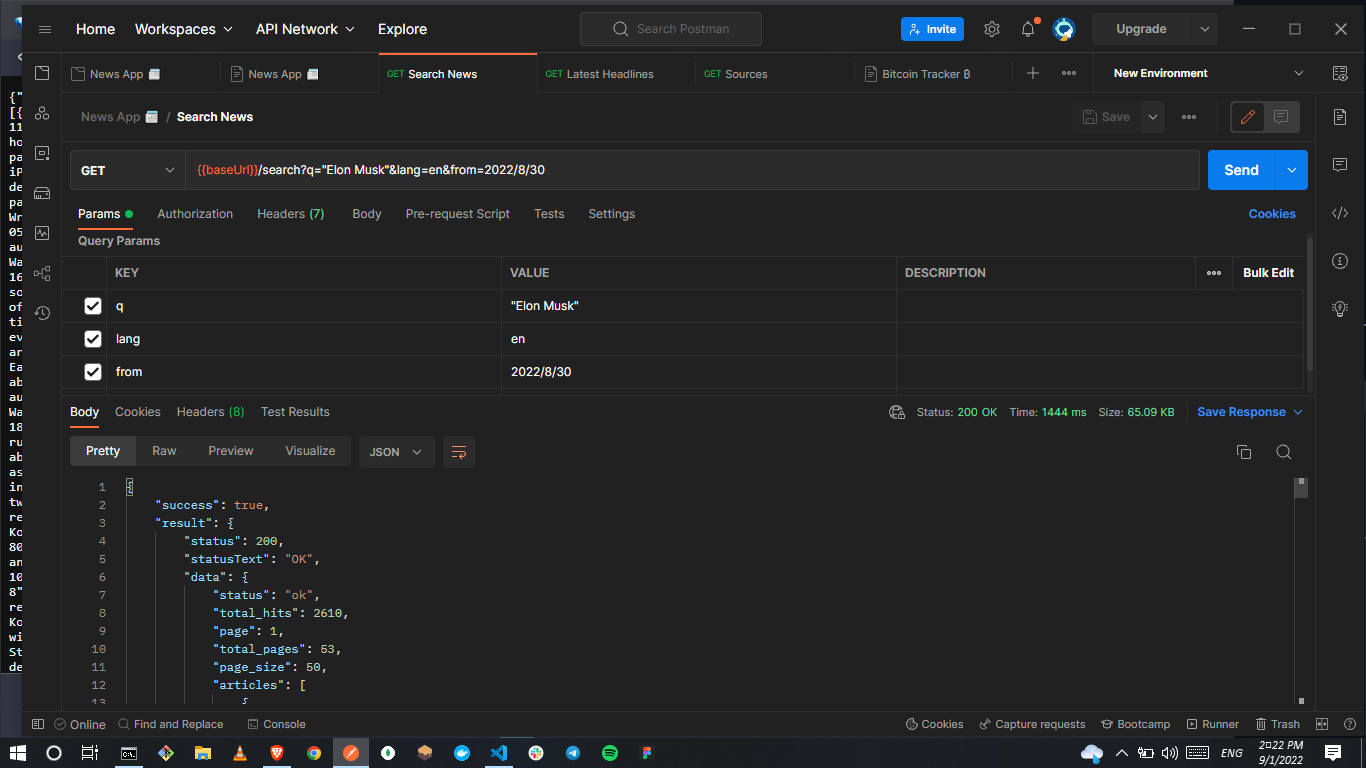 Home Workspaces API Network Explore Search Postman Invite Upgrade
News App News App GET Search News GET Latest Headlines GET Sources Bitcoin Tracker ₿ New Environment
News App / Search News Save
GET {{baseUrl}}/search?q="Elon Musk"&lang=en&from=2022/8/30 Send
Params Authorization Headers (7) Body Pre-request Script Tests Settings Cookies
Query Params
KEY VALUE DESCRIPTION Bulk Edit
q "Elon Musk"
lang en
from 2022/8/30
Body Cookies Headers (8) Test Results Status: 200 OK Time: 1444 ms Size: 65.09 KB Save Response
Pretty Raw Preview Visualize JSON
1 {
2 "success": true,
3 "result": {
4 "status": 200,
5 "statusText": "OK",
6 "data": {
7 "status": "ok",
8 "total_hits": 2610,
9 "page": 1,
10 "total_pages": 53,
11 "page_size": 50,
12 "articles": [
13 {
Online Find and Replace Console Cookies Capture requests Bootcamp Runner Trash
ENG 2:22 PM
9/1/2022
{"
[{
11
ho
pa
iP
de
pa
Wr
05
au
Wa
16
so
of
ti
ev
an
Ea
ab
au
Wa
18
ru
ab
as
in
tw
re
Ko
80
an
10
8"
re
Ko
wi
St
de